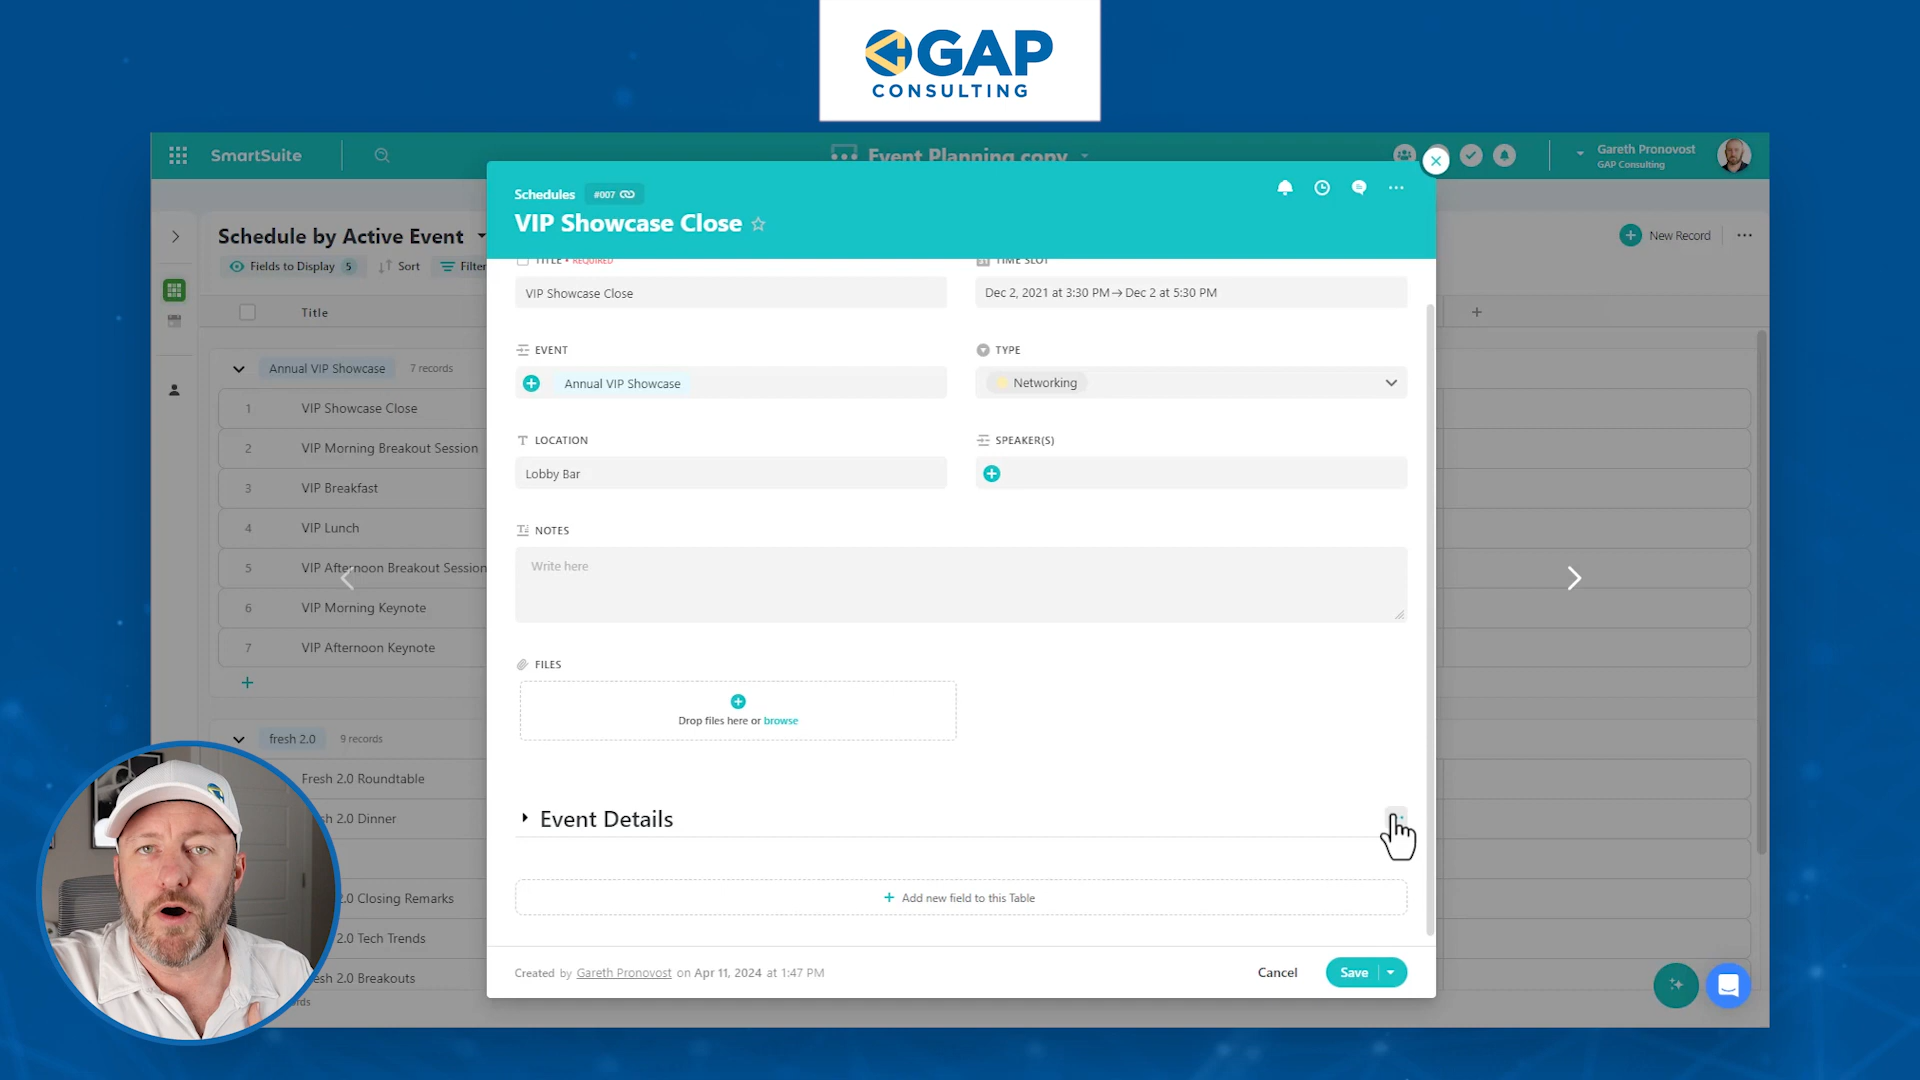 GAP
CONSULTING
SmartSuite
Event Planning copy
Gareth Pronovost
GAP Consulting
Schedules
#007
VIP Showcase Close
Schedule by Active Event
New Record
Fields to Display 5
Sort
Filter
TITLE • REQUIRED
TIME SLOT
VIP Showcase Close
Dec 2, 2021 at 3:30 PM→Dec 2 at 5:30 PM
Title
EVENT
TYPE
Annual VIP Showcase
7 records
Annual VIP Showcase
Networking
1 VIP Showcase Close
LOCATION
SPEAKER(S)
2 VIP Morning Breakout Session
Lobby Bar
3 VIP Breakfast
NOTES
4 VIP Lunch
Write here
5 VIP Afternoon Breakout Session
6 VIP Morning Keynote
7 VIP Afternoon Keynote
FILES
Drop files here or browse
fresh 2.0
9 records
Fresh 2.0 Roundtable
2.0 Dinner
Event Details
2.0 Closing Remarks
Add new field to this Table
2.0 Tech Trends
2.0 Breakouts
Created by Gareth Pronovost on Apr 11, 2024 at 1:47 PM
Cancel
Save